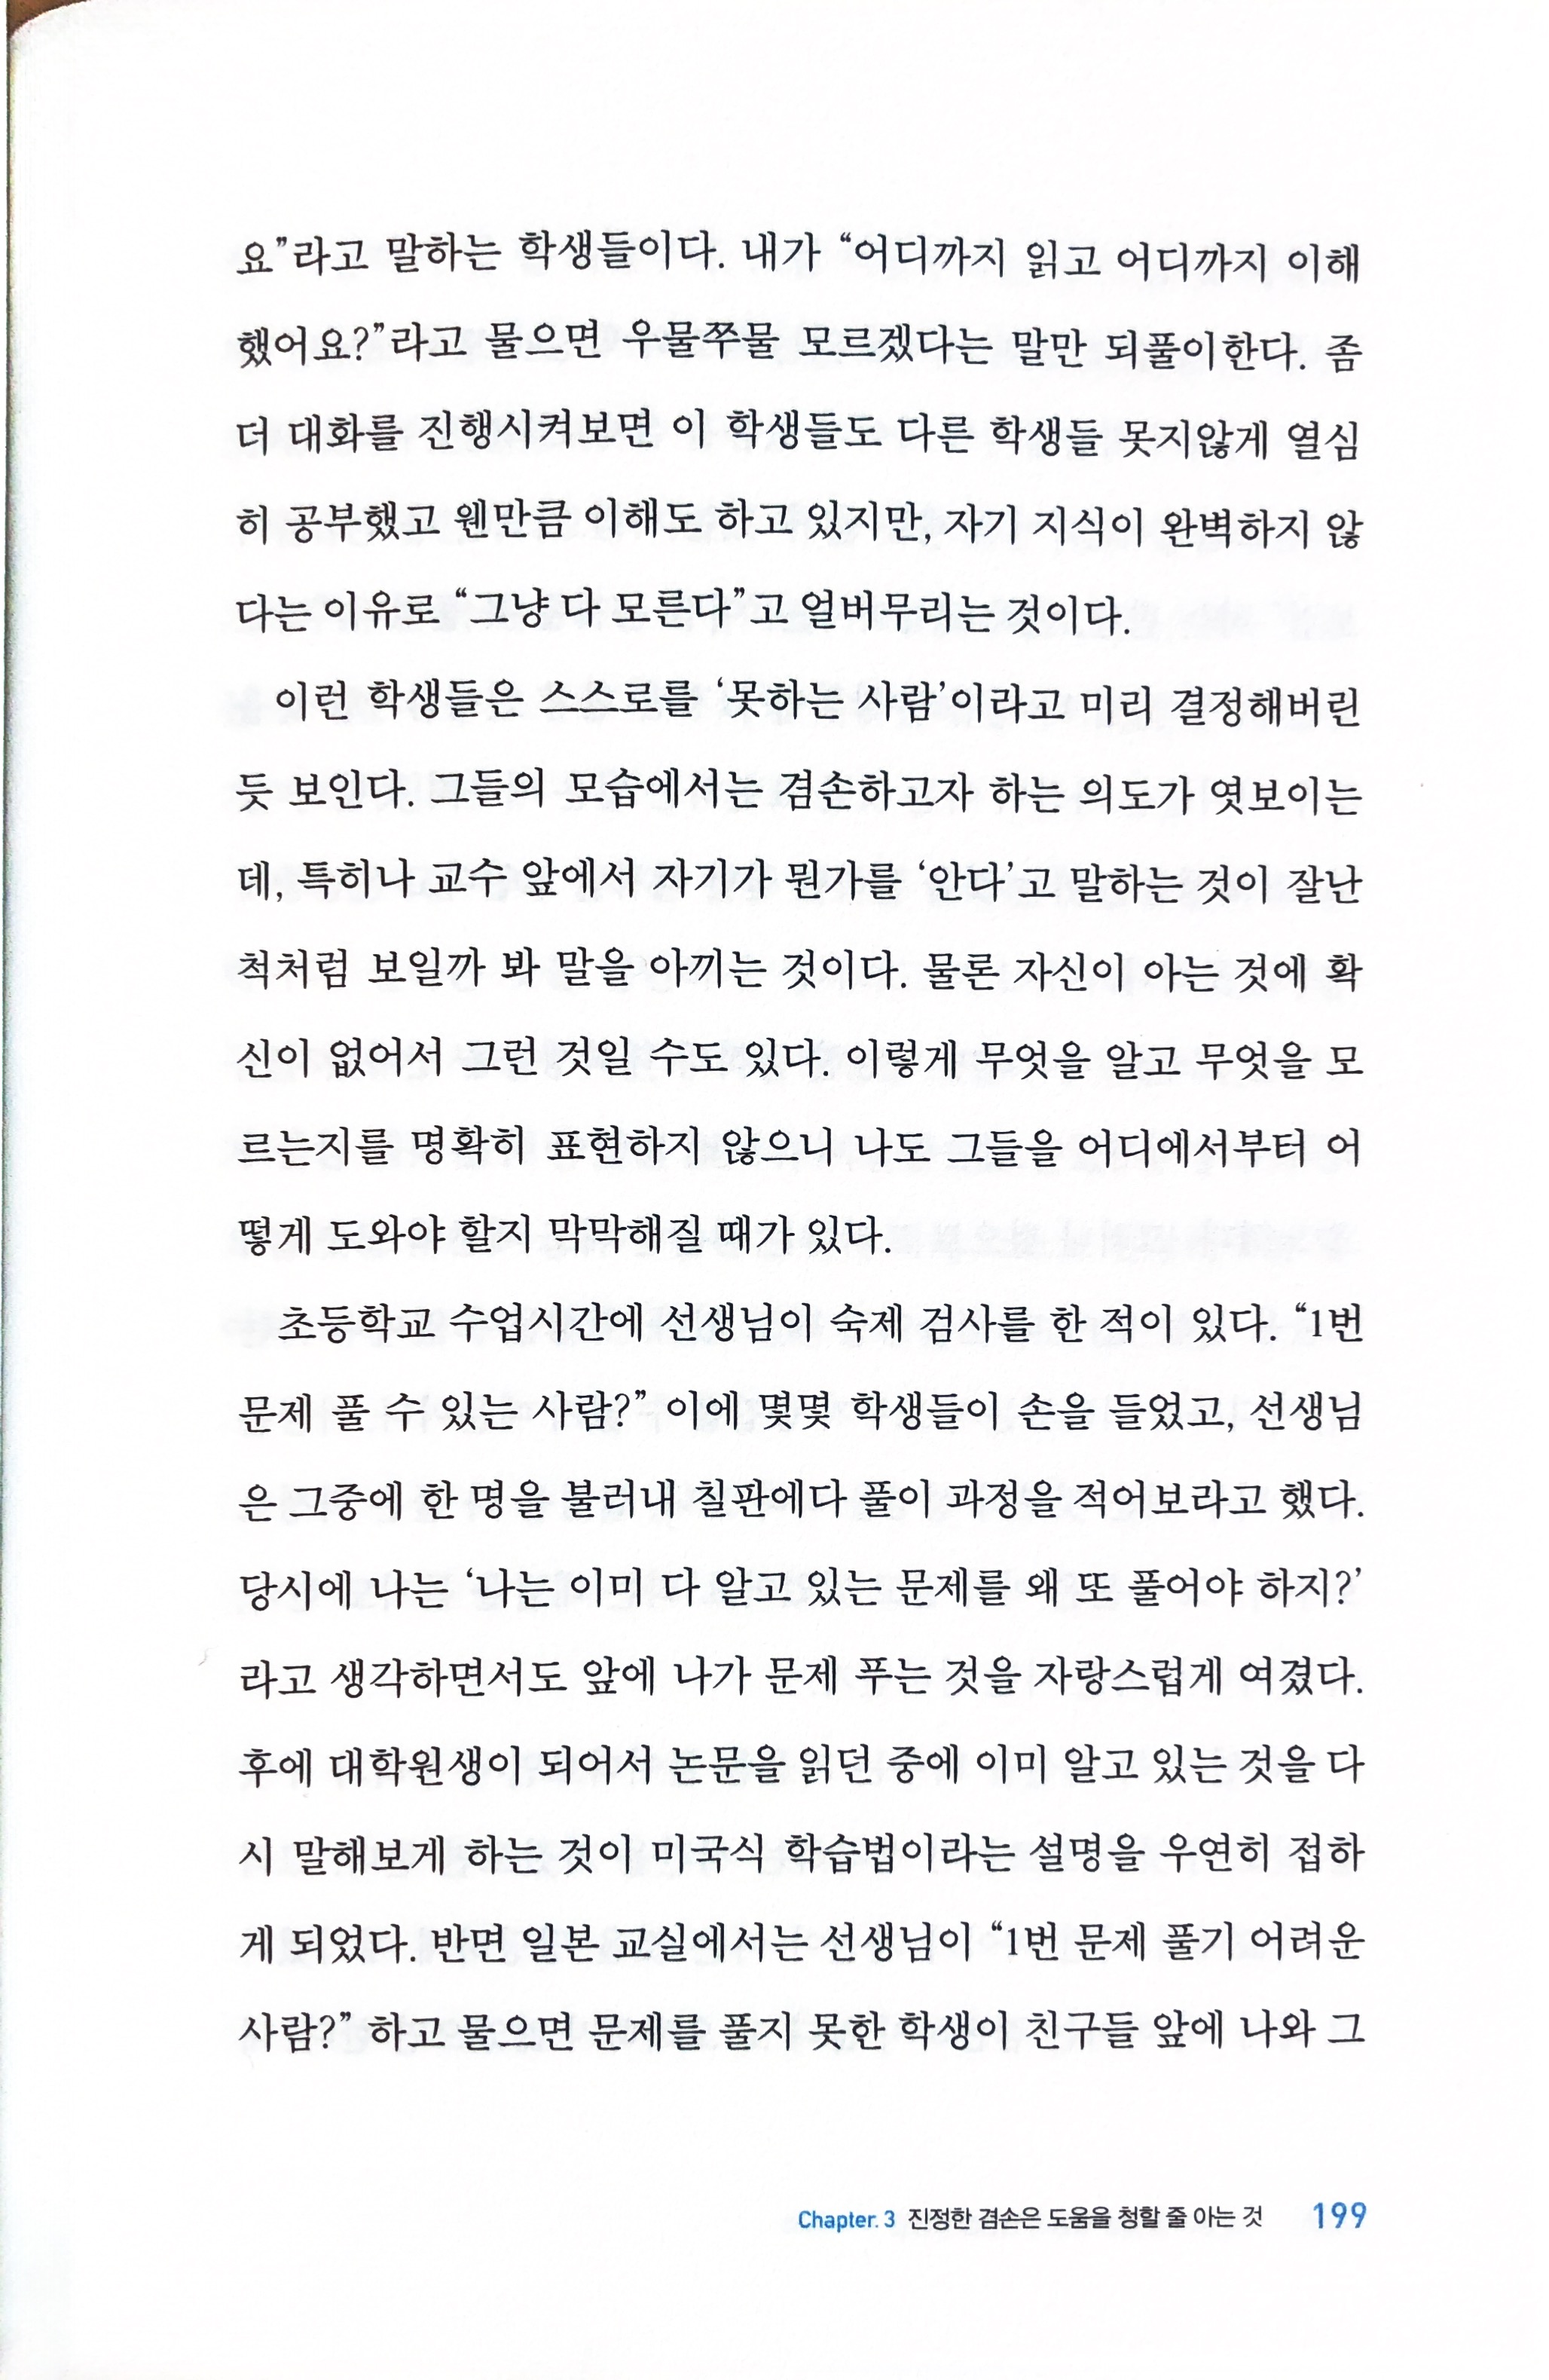 요”라고 말하는 학생들이다. 내가 “어디까지 읽고 어디까지 이해
했어요?”라고 물으면 우물쭈물 모르겠다는 말만 되풀이한다. 좀
더 대화를 진행시켜보면 이 학생들도 다른 학생들 못지않게 열심
히 공부했고 웬만큼 이해도 하고 있지만, 자기 지식이 완벽하지 않
다는 이유로 “그냥 다 모른다”고 얼버무리는 것이다.
이런 학생들은 스스로를 ‘못하는 사람’이라고 미리 결정해버린
듯 보인다. 그들의 모습에서는 겸손하고자 하는 의도가 엿보이는
데, 특히나 교수 앞에서 자기가 뭔가를 ‘안다’고 말하는 것이 잘난
척처럼 보일까 봐 말을 아끼는 것이다. 물론 자신이 아는 것에 확
신이 없어서 그런 것일 수도 있다. 이렇게 무엇을 알고 무엇을 모
르는지를 명확히 표현하지 않으니 나도 그들을 어디에서부터 어
떻게 도와야 할지 막막해질 때가 있다.
초등학교 수업시간에 선생님이 숙제 검사를 한 적이 있다. “1번
문제 풀 수 있는 사람?” 이에 몇몇 학생들이 손을 들었고, 선생님
은 그중에 한 명을 불러내 칠판에다 풀이 과정을 적어보라고 했다.
당시에 나는 ‘나는 이미 다 알고 있는 문제를 왜 또 풀어야 하지?’
라고 생각하면서도 앞에 나가 문제 푸는 것을 자랑스럽게 여겼다.
후에 대학원생이 되어서 논문을 읽던 중에 이미 알고 있는 것을 다
시 말해보게 하는 것이 미국식 학습법이라는 설명을 우연히 접하
게 되었다. 반면 일본 교실에서는 선생님이 “1번 문제 풀기 어려운
사람?” 하고 물으면 문제를 풀지 못한 학생이 친구들 앞에 나와 그
Chapter. 3 진정한 겸손은 도움을 청할 줄 아는 것 199